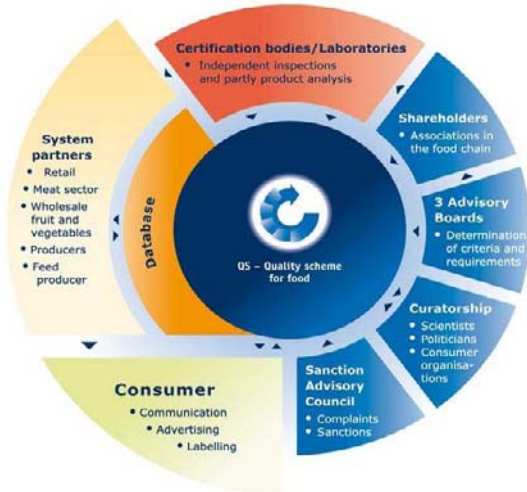 Certification bodies/Laboratories
• Independent inspections
and partly product analysis
Shareholders
• Associations in
the food chain
3 Advisory
Boards
• Determination
of criteria and
requirements
Curatorship
• Scientists
• Politicians
• Consumer
organisa-
tions
Sanction
Advisory
Council
• Complaints
• Sanctions
Consumer
• Communication
• Advertising
• Labelling
System
partners
• Retail
• Meat sector
• Wholesale
fruit and
vegetables
• Producers
• Feed
producer
Database
QS – Quality scheme
for food